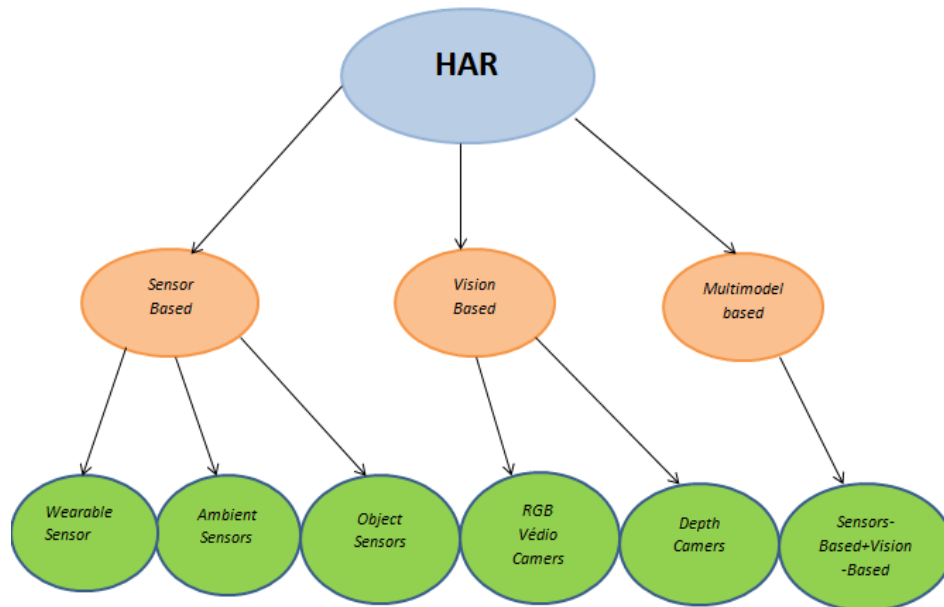 HAR
Sensor
Based
Vision
Based
Multimodel
based
Wearable
Sensor
Ambient
Sensors
Object
Sensors
RGB
Védio
Camers
Depth
Camers
Sensors-
Based+Vision
-Based